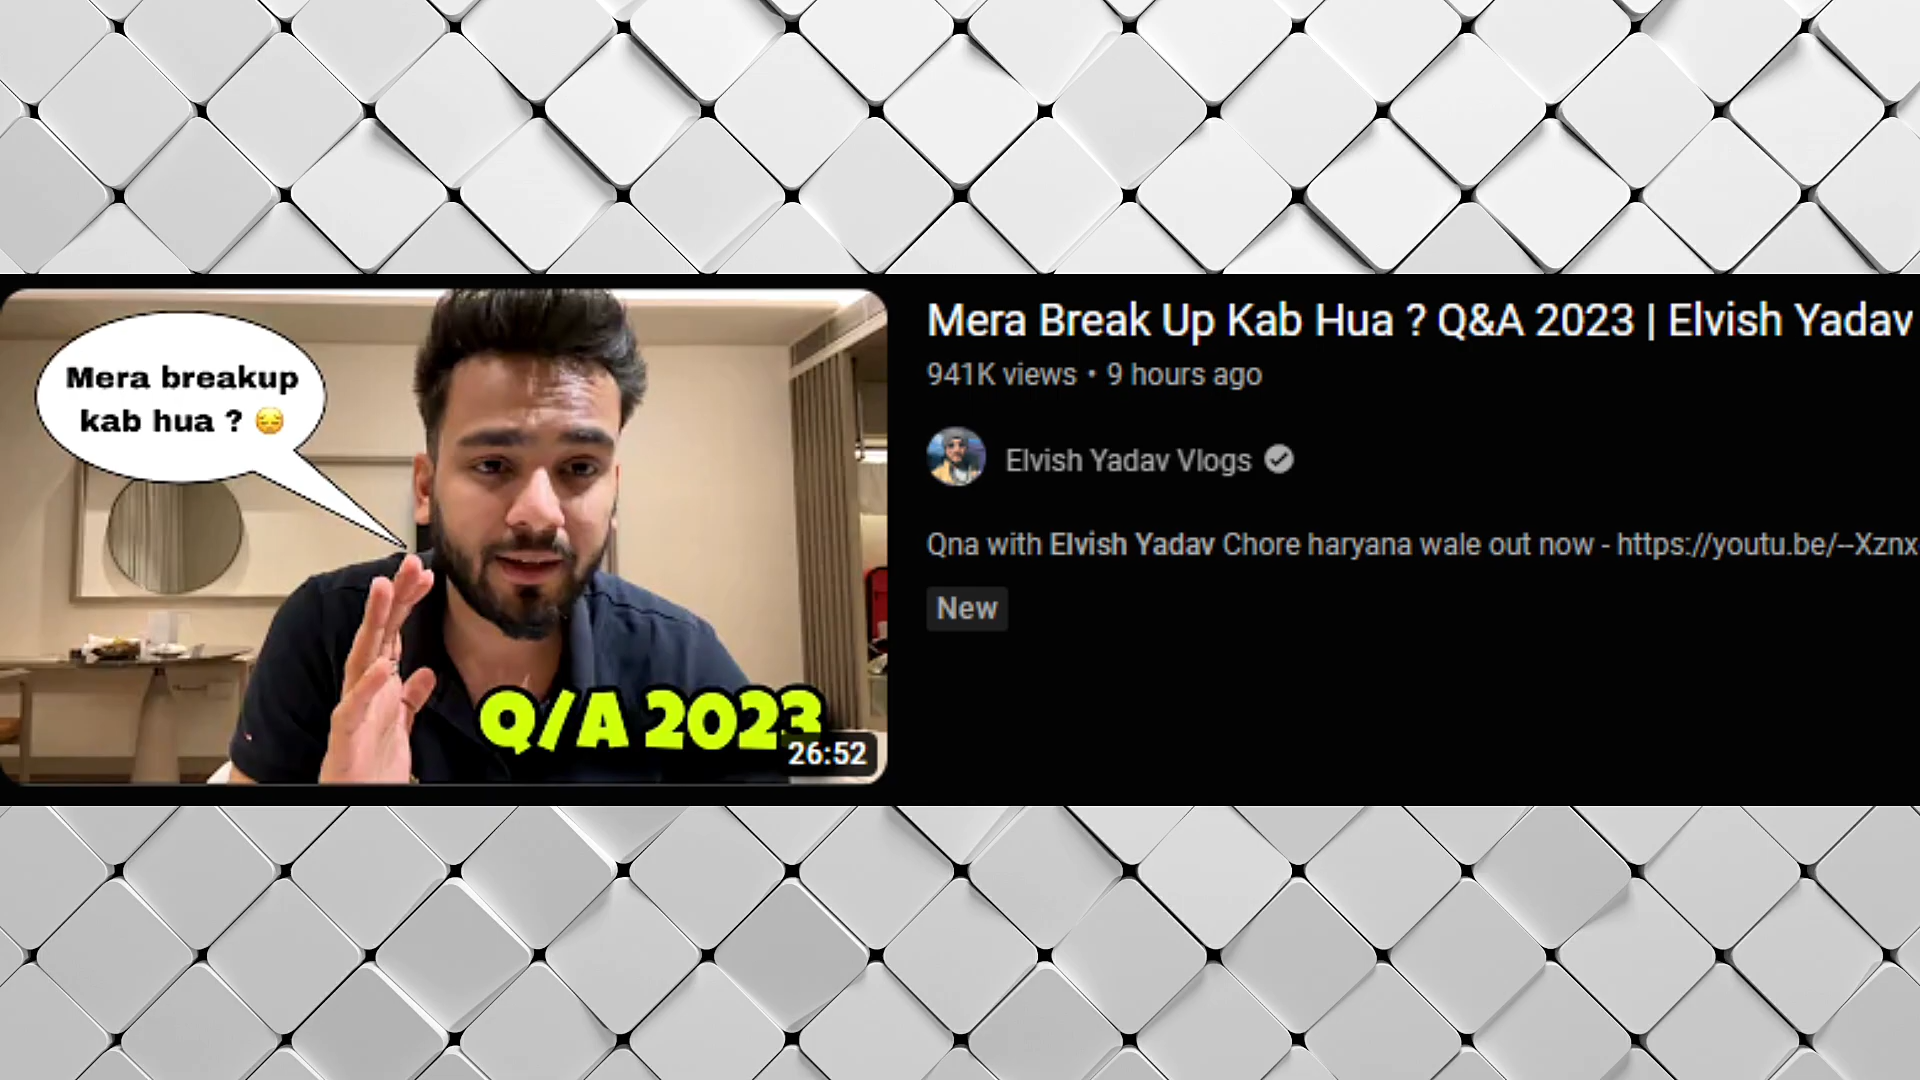 Mera breakup
kab hua ? 😔
Q/A 2023
26:52
Mera Break Up Kab Hua ? Q&A 2023 | Elvish Yadav
941K views • 9 hours ago
Elvish Yadav Vlogs
Qna with Elvish Yadav Chore haryana wale out now - https://youtu.be/--Xznx
New